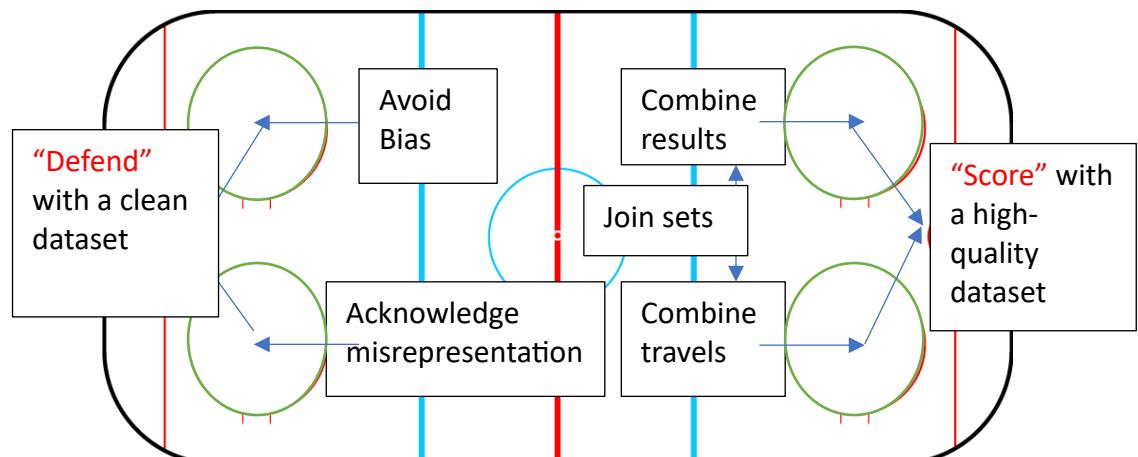 “Defend”
with a clean
dataset
Avoid
Bias
Acknowledge
misrepresentation
Join sets
Combine
results
Combine
travels
“Score” with
a high-
quality
dataset